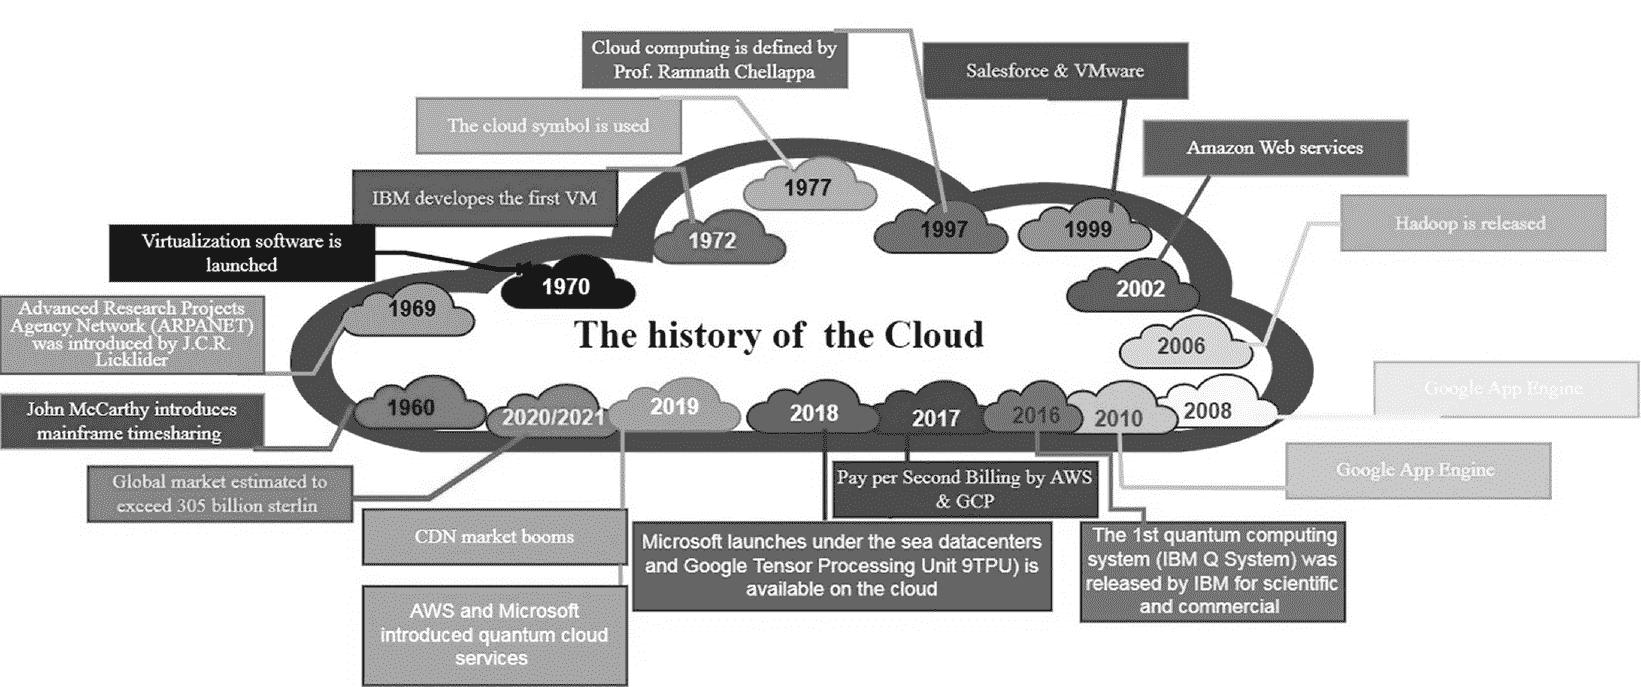 Cloud computing is defined by
Prof. Ramnath Chellappa
Salesforce & VMware
The cloud symbol is used
Amazon Web services
IBM developes the first VM
Hadoop is released
Virtualization software is
launched
Advanced Research Projects
Agency Network (ARPANET)
was introduced by J.C.R.
Licklider
1977
1972
1997
1999
1970
2002
1969
2006
The history of the Cloud
Google App Engine
John McCarthy introduces
mainframe timesharing
1960
2020/2021
2019
2018
2017
2016
2010
2008
Google App Engine
Global market estimated to
exceed 305 billion sterlin
Pay per Second Billing by AWS
& GCP
CDN market booms
Microsoft launches under the sea datacenters
and Google Tensor Processing Unit 9TPU) is
available on the cloud
The 1st quantum computing
system (IBM Q System) was
released by IBM for scientific
and commercial
AWS and Microsoft
introduced quantum cloud
services